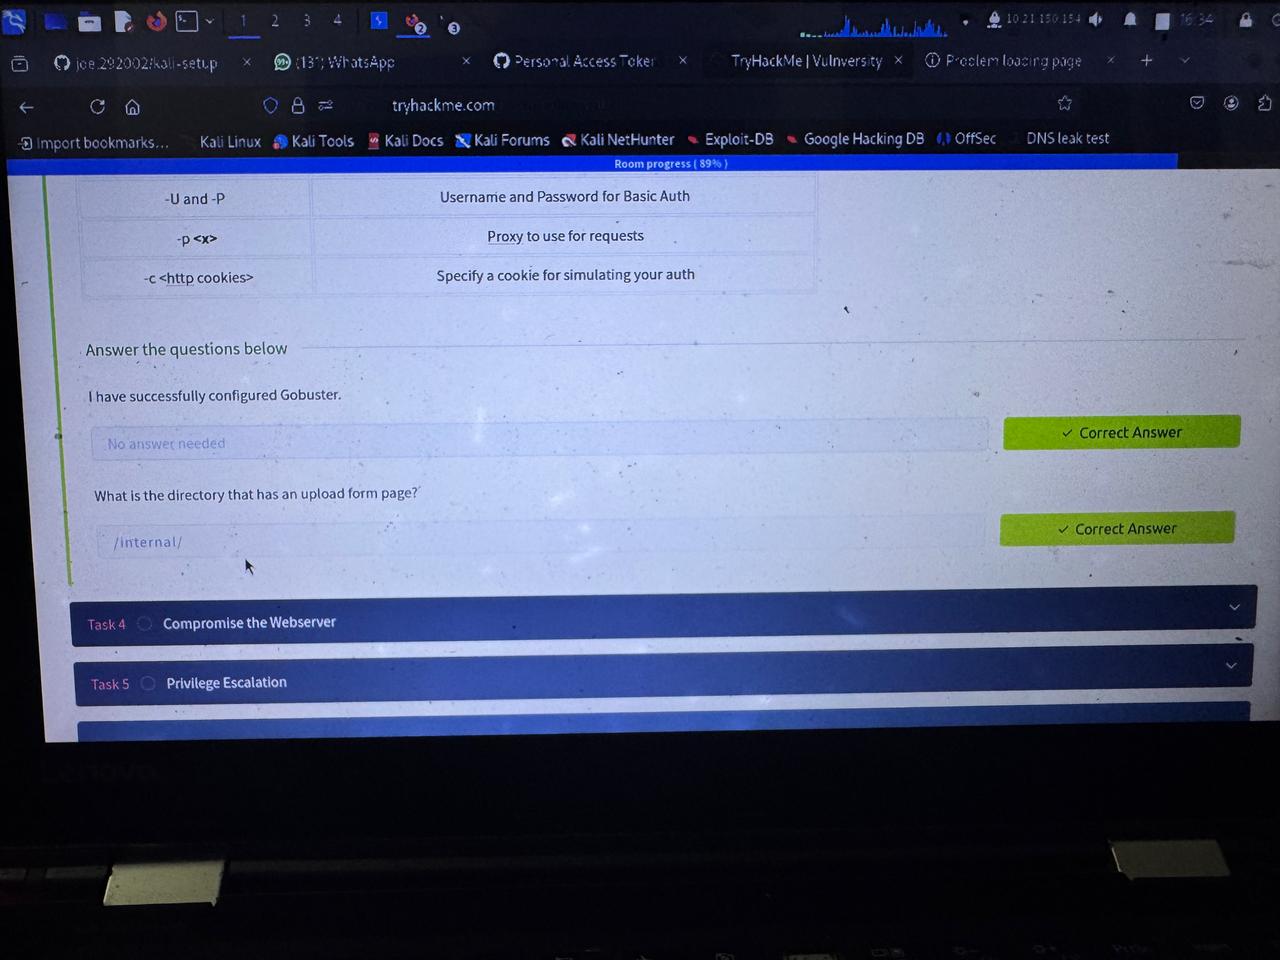 1 2 3 4 2 3 10.21.150.154 16:34
joe.292002/kali-setup WhatsApp Personal Access Token TryHackMe | Vulnversity Problem loading page
tryhackme.com
Import bookmarks... Kali Linux Kali Tools Kali Docs Kali Forums Kali NetHunter Exploit-DB Google Hacking DB OffSec DNS leak test
Room progress ( 89% )
-U and -P Username and Password for Basic Auth
-p <x> Proxy to use for requests
-c <http cookies> Specify a cookie for simulating your auth
Answer the questions below
I have successfully configured Gobuster.
No answer needed ✓ Correct Answer
What is the directory that has an upload form page?
/internal/ ✓ Correct Answer
Task 4 Compromise the Webserver
Task 5 Privilege Escalation
Lenovo